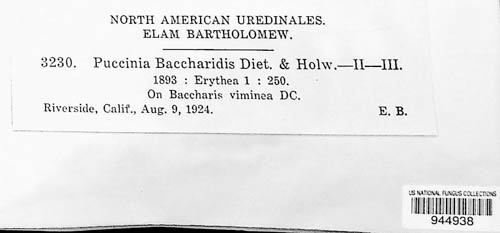 NORTH AMERICAN UREDINALES.
ELAM BARTHOLOMEW.
3230. Puccinia Baccharidis Diet. & Holw.—II—III.
1893 : Erythea 1 : 250.
On Baccharis viminea DC.
Riverside, Calif., Aug. 9, 1924. E. B.
US NATIONAL FUNGUS COLLECTIONS
944938